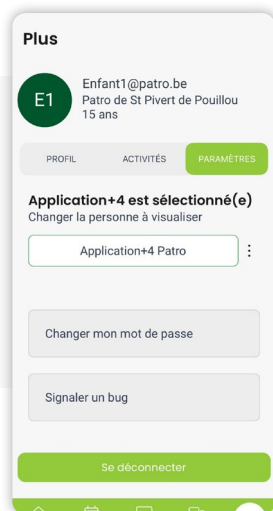 Plus
E1
Enfant1@patro.be
Patro de St Pivert de Pouillou
15 ans
PROFIL
ACTIVITÉS
PARAMÈTRES
Application+4 est sélectionné(e)
Changer la personne à visualiser
Application+4 Patro
Changer mon mot de passe
Signaler un bug
Se déconnecter